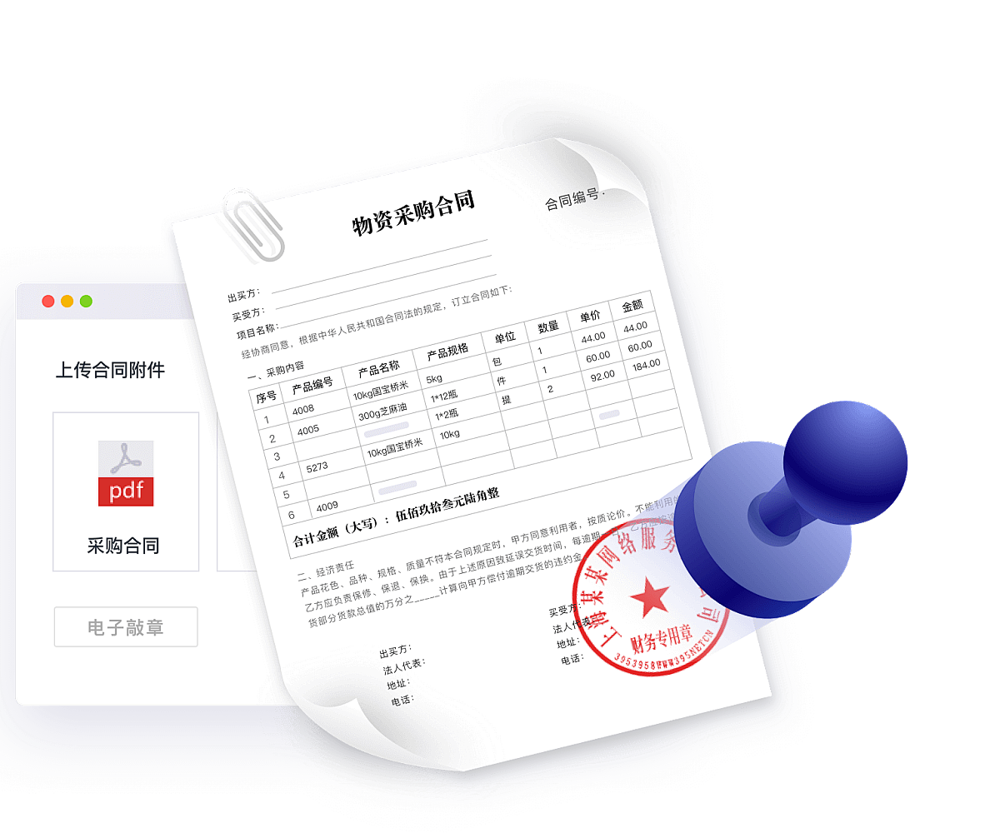 物资采购合同
合同编号:
出买方:
买受方:
项目名称:
经协商同意，根据中华人民共和国合同法的规定，订立合同如下:
一、采购内容
序号 产品编号 产品名称 产品规格 单位 数量 单价 金额
1 4008 10kg国宝桥米 5kg 包 1 44.00 44.00
2 4005 300g芝麻油 1*12瓶 件 1 60.00 60.00
3 1*2瓶 提 2 92.00 184.00
4 5273 10kg国宝桥米 10kg
5
6 4009
合计金额（大写）: 伍佰玖拾叁元陆角整
二、经济责任
产品花色、品种、规格、质量不符本合同规定时，甲方同意利用者，按质论价。不能利用的
乙方应负责保修、保退、保换。由于上述原因致延误交货时间，每逾期
货部分货款总值的万分之_____计算向甲方偿付逾期交货的违约金
出买方:
法人代表:
地址:
电话:
买受方:
法人代表
地址:
电话:
上海某某网络服务
司
财务专用章
上传合同附件
pdf
采购合同
电子敲章